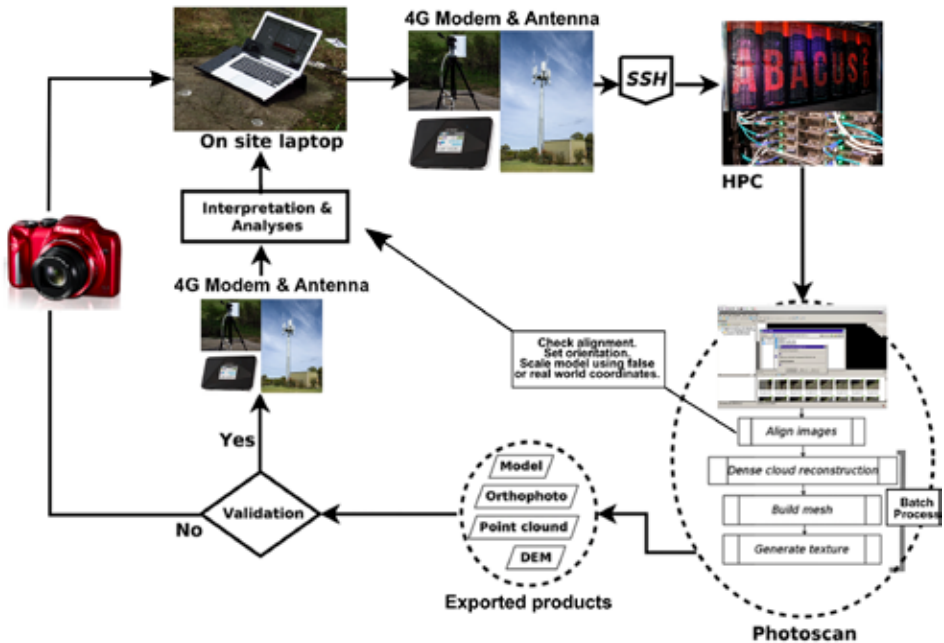 4G Modem & Antenna
SSH
ABACUS
On site laptop
HPC
Interpretation &
Analyses
4G Modem & Antenna
Check alignment.
Set orientation.
Scale model using false
or real world coordinates.
Align images
Dense cloud reconstruction
Build mesh
Generate texture
Batch
Process
Yes
No
Validation
Model
Orthophoto
Point clound
DEM
Exported products
Photoscan